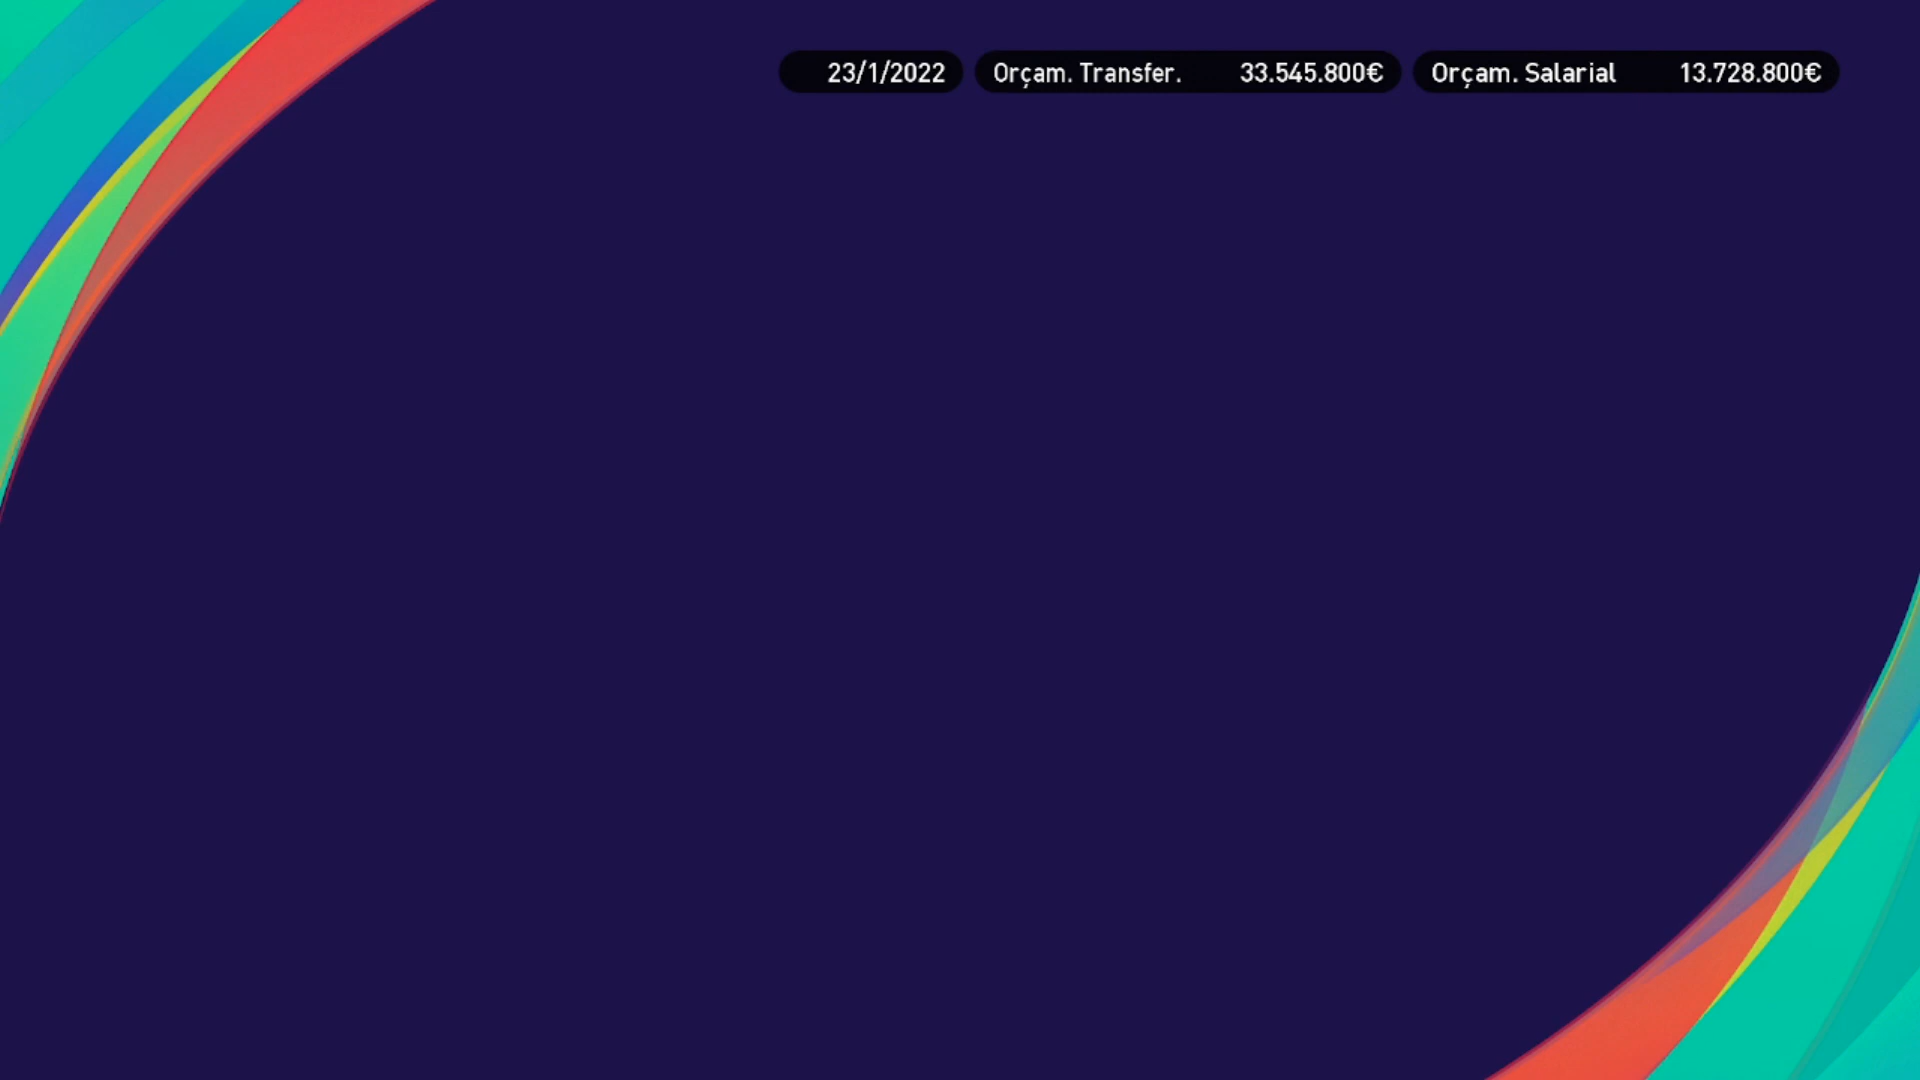 23/1/2022 Orçam. Transfer. 33.545.800€ Orçam. Salarial 13.728.800€